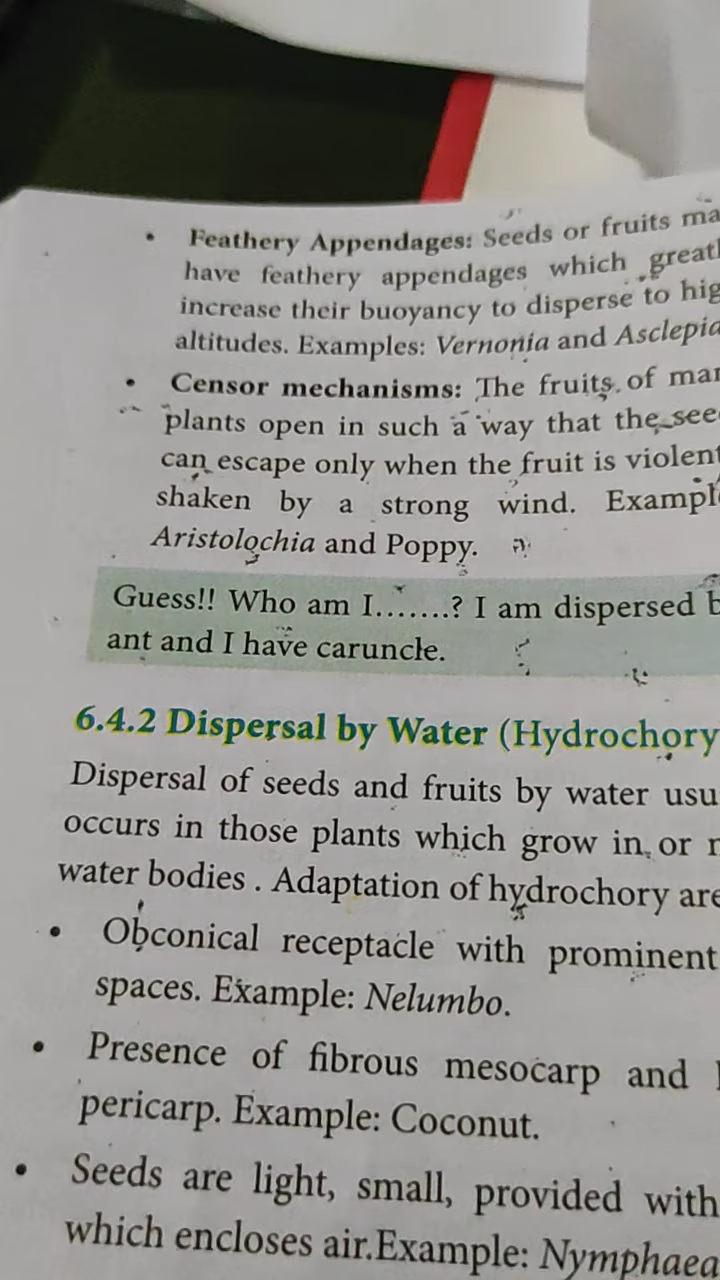 • Feathery Appendages: Seeds or fruits ma
have feathery appendages which greatl
increase their buoyancy to disperse to hig
altitudes. Examples: Vernonia and Asclepia
• Censor mechanisms: The fruits of mar
plants open in such a way that the see
can escape only when the fruit is violent
shaken by a strong wind. Exampl
Aristolochia and Poppy.
Guess!! Who am I.......? I am dispersed b
ant and I have caruncle.
6.4.2 Dispersal by Water (Hydrochory
Dispersal of seeds and fruits by water usu
occurs in those plants which grow in or
water bodies . Adaptation of hydrochory are
• Obconical receptacle with prominent
spaces. Example: Nelumbo.
• Presence of fibrous mesocarp and
pericarp. Example: Coconut.
• Seeds are light, small, provided with
which encloses air.Example: Nymphaea